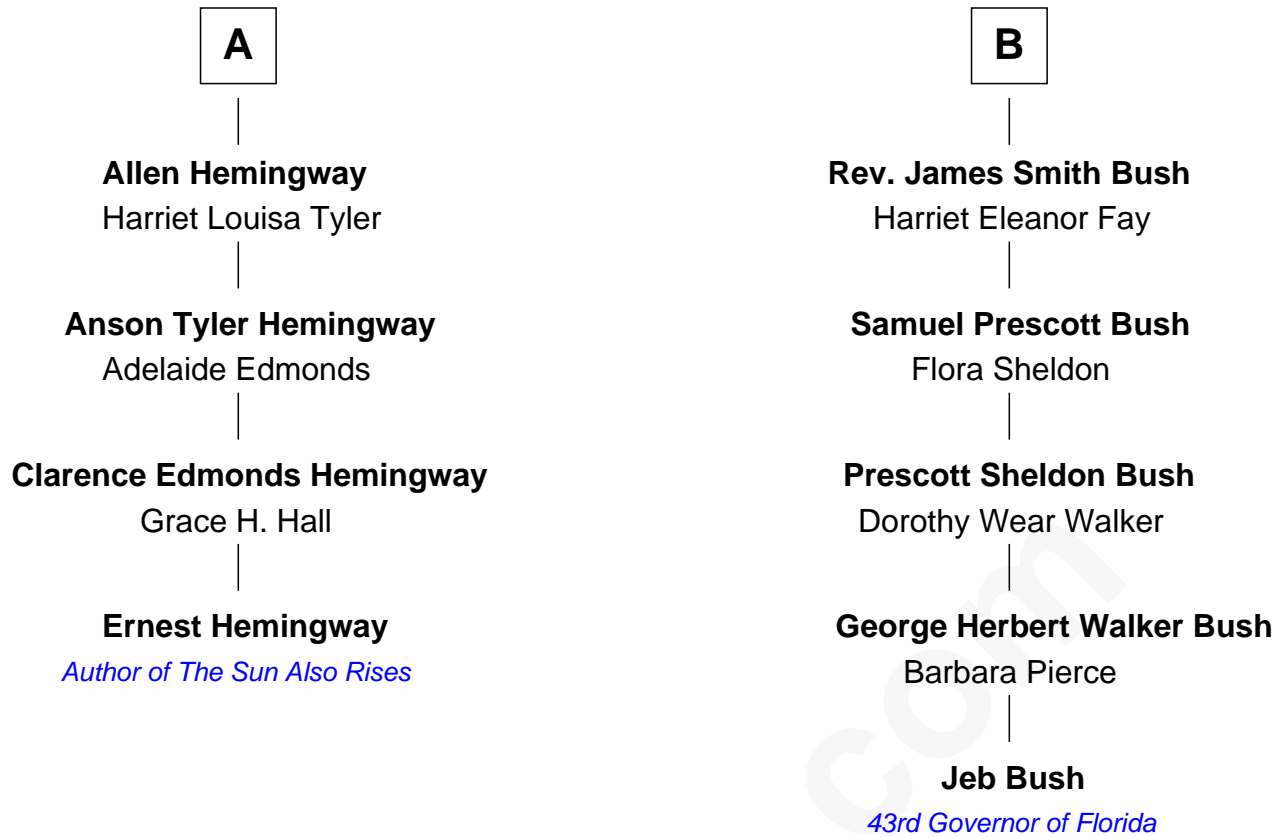 A
Allen Hemingway
Harriet Louisa Tyler
Anson Tyler Hemingway
Adelaide Edmonds
Clarence Edmonds Hemingway
Grace H. Hall
Ernest Hemingway
Author of The Sun Also Rises
B
Rev. James Smith Bush
Harriet Eleanor Fay
Samuel Prescott Bush
Flora Sheldon
Prescott Sheldon Bush
Dorothy Wear Walker
George Herbert Walker Bush
Barbara Pierce
Jeb Bush
43rd Governor of Florida
com